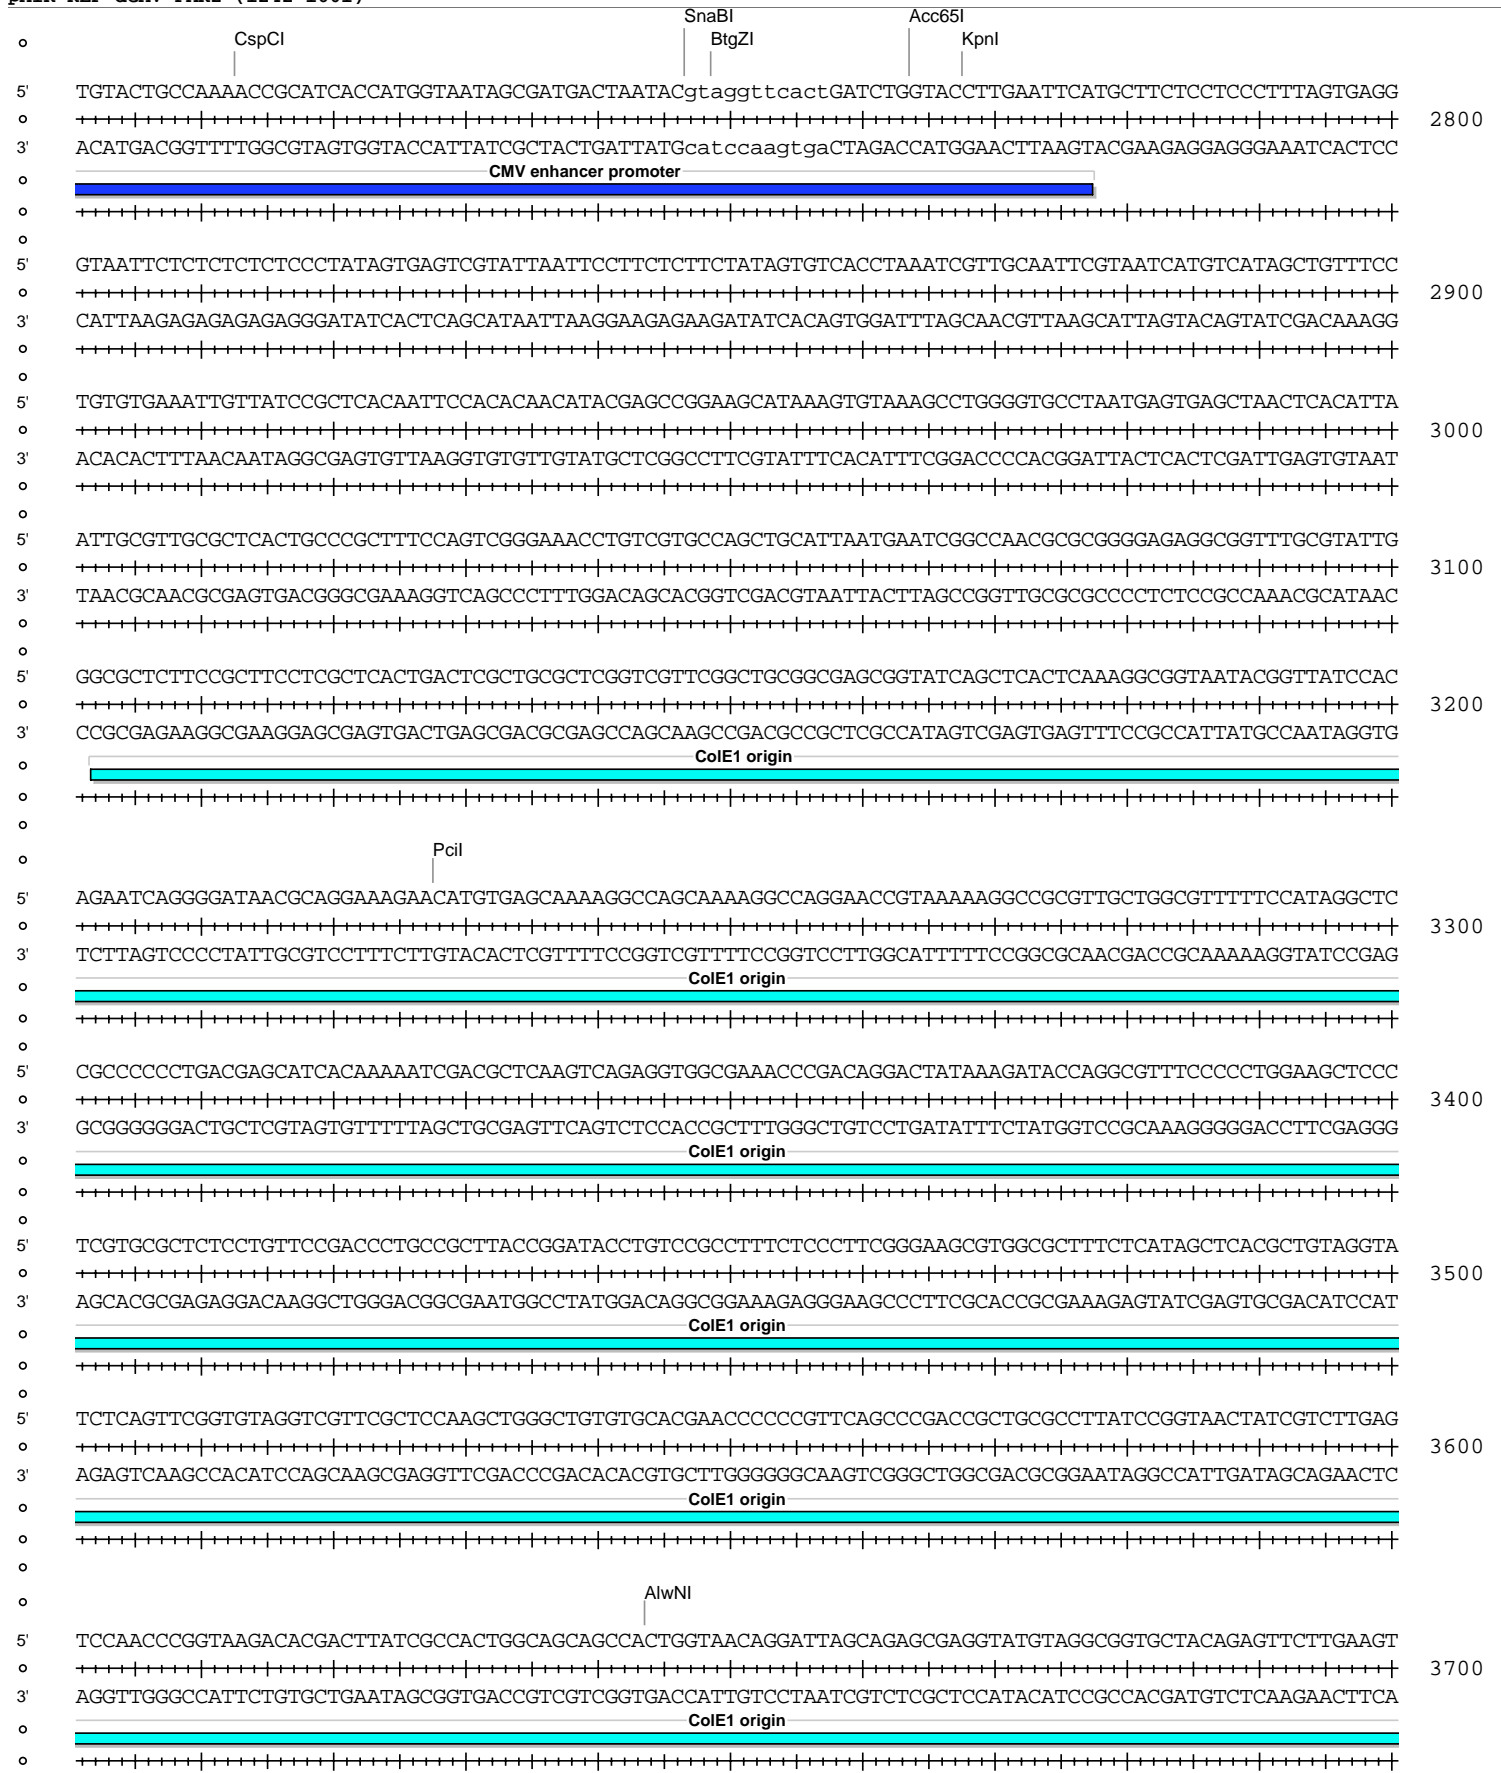 SnaBI Acc65I
CspCI BtgZI KpnI
5' TGTACTGCCAAAACCGCATCACCATGGTAATAGCGATGACTAATACgtaggttcactGATCTGGTACCTTGAATTCATGCTTCTCCTCCCTTTAGTGAGG
2800
3' ACATGACGGTTTTGGCGTAGTGGTACCATTATCGCTACTGATTATGcatccaagtgaCTAGACCATGGAACTTAAGTACGAAGAGGAGGGAAATCACTCC
CMV enhancer promoter
5' GTAATTCTCTCTCTCTCCCTATAGTGAGTCGTATTAATTCCTTCTCTTCTATAGTGTCACCTAAATCGTTGCAATTCGTAATCATGTCATAGCTGTTTCC
2900
3' CATTAAGAGAGAGAGAGGGATATCACTCAGCATAATTAAGGAAGAGAAGATATCACAGTGGATTTAGCAACGTTAAGCATTAGTACAGTATCGACAAAGG
5' TGTGTGAAATTGTTATCCGCTCACAATTCCACACAACATACGAGCCGGAAGCATAAAGTGTAAAGCCTGGGGTGCCTAATGAGTGAGCTAACTCACATTA
3000
3' ACACACTTTAACAATAGGCGAGTGTTAAGGTGTGTTGTATGCTCGGCCTTCGTATTTCACATTTCGGACCCCACGGATTACTCACTCGATTGAGTGTAAT
5' ATTGCGTTGCGCTCACTGCCCGCTTTCCAGTCGGGAAACCTGTCGTGCCAGCTGCATTAATGAATCGGCCAACGCGCGGGGAGAGGCGGTTTGCGTATTG
3100
3' TAACGCAACGCGAGTGACGGGCGAAAGGTCAGCCCTTTGGACAGCACGGTCGACGTAATTACTTAGCCGGTTGCGCGCCCCTCTCCGCCAAACGCATAAC
5' GGCGCTCTTCCGCTTCCTCGCTCACTGACTCGCTGCGCTCGGTCGTTCGGCTGCGGCGAGCGGTATCAGCTCACTCAAAGGCGGTAATACGGTTATCCAC
3200
3' CCGCGAGAAGGCGAAGGAGCGAGTGACTGAGCGACGCGAGCCAGCAAGCCGACGCCGCTCGCCATAGTCGAGTGAGTTTCCGCCATTATGCCAATAGGTG
ColE1 origin
PciI
5' AGAATCAGGGGATAACGCAGGAAAGAACATGTGAGCAAAAGGCCAGCAAAAGGCCAGGAACCGTAAAAAGGCCGCGTTGCTGGCGTTTTTCCATAGGCTC
3300
3' TCTTAGTCCCCTATTGCGTCCTTTCTTGTACACTCGTTTTCCGGTCGTTTTCCGGTCCTTGGCATTTTTCCGGCGCAACGACCGCAAAAAGGTATCCGAG
ColE1 origin
5' CGCCCCCCTGACGAGCATCACAAAAATCGACGCTCAAGTCAGAGGTGGCGAAACCCGACAGGACTATAAAGATACCAGGCGTTTCCCCCTGGAAGCTCCC
3400
3' GCGGGGGGACTGCTCGTAGTGTTTTTAGCTGCGAGTTCAGTCTCCACCGCTTTGGGCTGTCCTGATATTTCTATGGTCCGCAAAGGGGGACCTTCGAGGG
ColE1 origin
5' TCGTGCGCTCTCCTGTTCCGACCCTGCCGCTTACCGGATACCTGTCCGCCTTTCTCCCTTCGGGAAGCGTGGCGCTTTCTCATAGCTCACGCTGTAGGTA
3500
3' AGCACGCGAGAGGACAAGGCTGGGACGGCGAATGGCCTATGGACAGGCGGAAAGAGGGAAGCCCTTCGCACCGCGAAAGAGTATCGAGTGCGACATCCAT
ColE1 origin
5' TCTCAGTTCGGTGTAGGTCGTTCGCTCCAAGCTGGGCTGTGTGCACGAACCCCCCGTTCAGCCCGACCGCTGCGCCTTATCCGGTAACTATCGTCTTGAG
3600
3' AGAGTCAAGCCACATCCAGCAAGCGAGGTTCGACCCGACACACGTGCTTGGGGGGCAAGTCGGGCTGGCGACGCGGAATAGGCCATTGATAGCAGAACTC
ColE1 origin
AlwNI
5' TCCAACCCGGTAAGACACGACTTATCGCCACTGGCAGCAGCCACTGGTAACAGGATTAGCAGAGCGAGGTATGTAGGCGGTGCTACAGAGTTCTTGAAGT
3700
3' AGGTTGGGCCATTCTGTGCTGAATAGCGGTGACCGTCGTCGGTGACCATTGTCCTAATCGTCTCGCTCCATACATCCGCCACGATGTCTCAAGAACTTCA
ColE1 origin